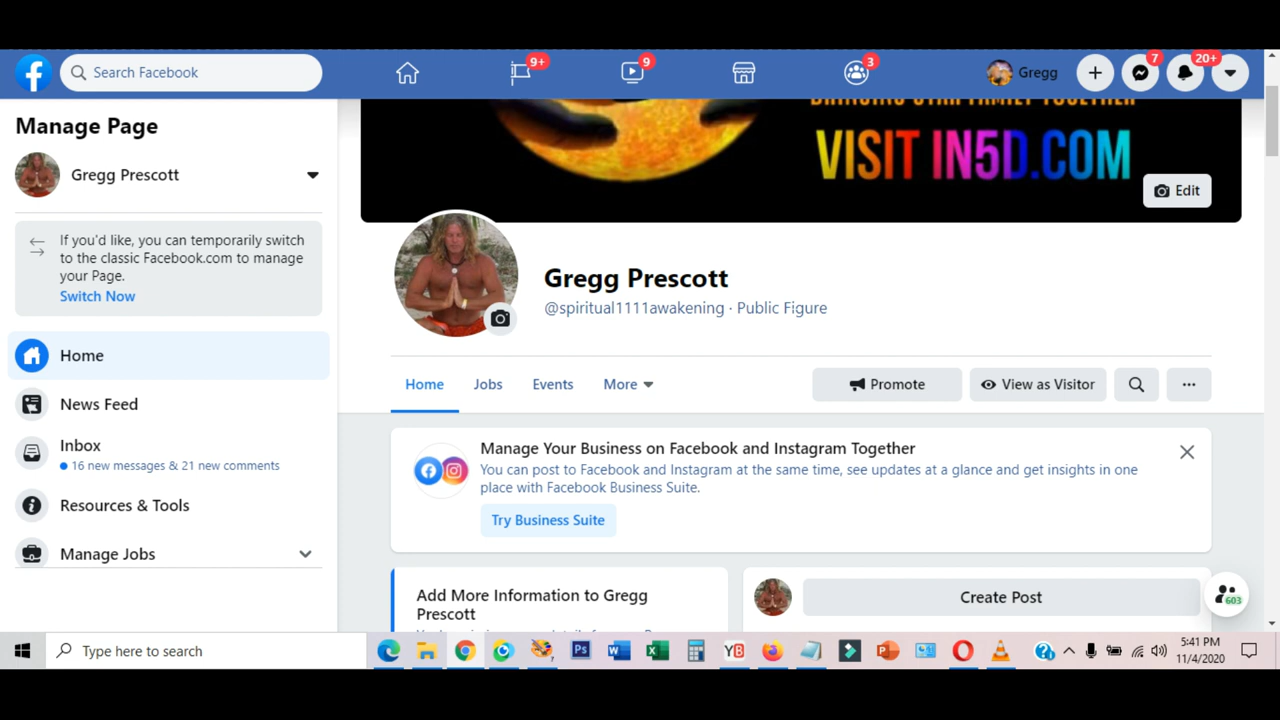 Search Facebook
9+
9
3
Gregg
7
20+
Manage Page
Gregg Prescott
If you'd like, you can temporarily switch
to the classic Facebook.com to manage
your Page.
Switch Now
Home
News Feed
Inbox
16 new messages & 21 new comments
Resources & Tools
Manage Jobs
BRINGING STAR FAMILY TOGETHER
VISIT IN5D.COM
Edit
Gregg Prescott
@spiritual1111awakening · Public Figure
Home
Jobs
Events
More
Promote
View as Visitor
Manage Your Business on Facebook and Instagram Together
You can post to Facebook and Instagram at the same time, see updates at a glance and get insights in one
place with Facebook Business Suite.
Try Business Suite
Add More Information to Gregg
Prescott
Create Post
603
Type here to search
Ps
YB
5:41 PM
11/4/2020